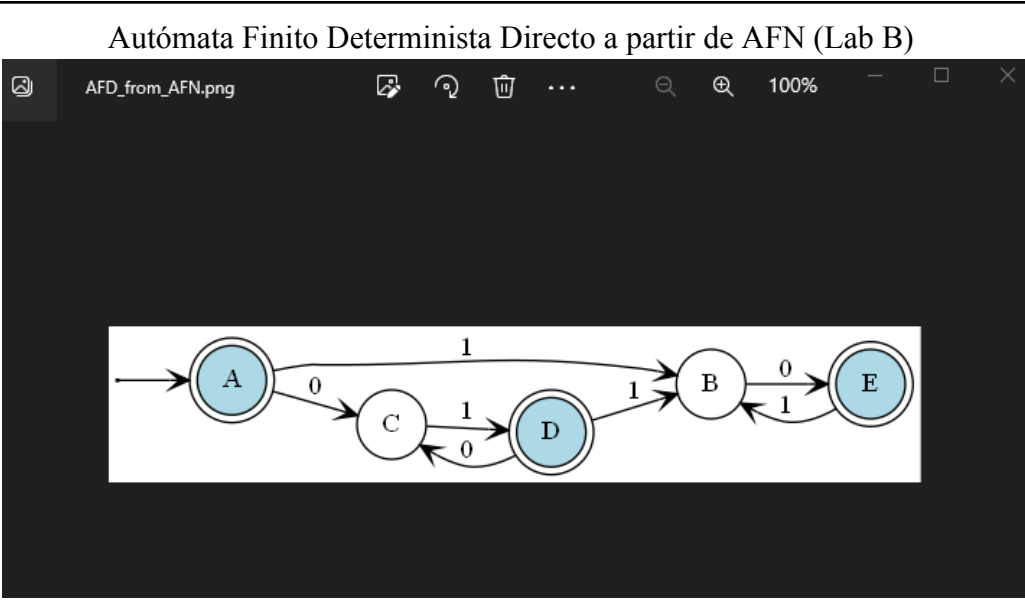 Autómata Finito Determinista Directo a partir de AFN (Lab B)
AFD_from_AFN.png
100%
1
A
0
C
1
D
0
1
B
0
E
1